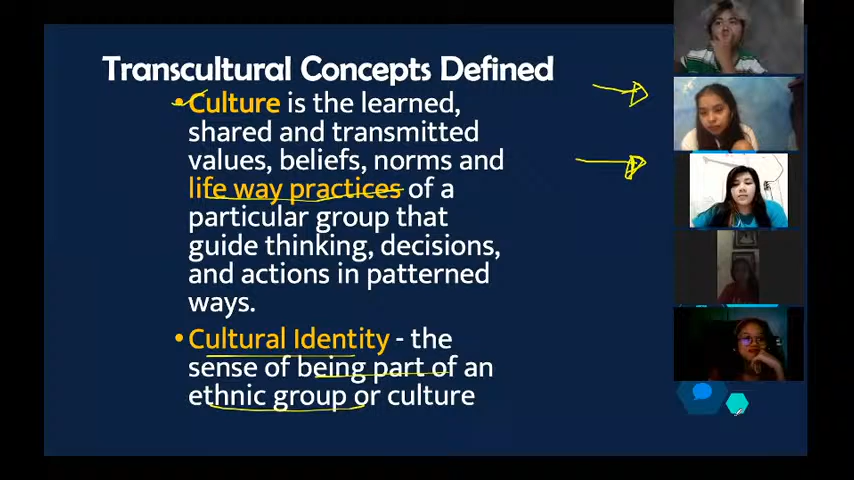 Transcultural Concepts Defined
• Culture is the learned,
shared and transmitted
values, beliefs, norms and
life way practices of a
particular group that
guide thinking, decisions,
and actions in patterned
ways.
• Cultural Identity - the
sense of being part of an
ethnic group or culture